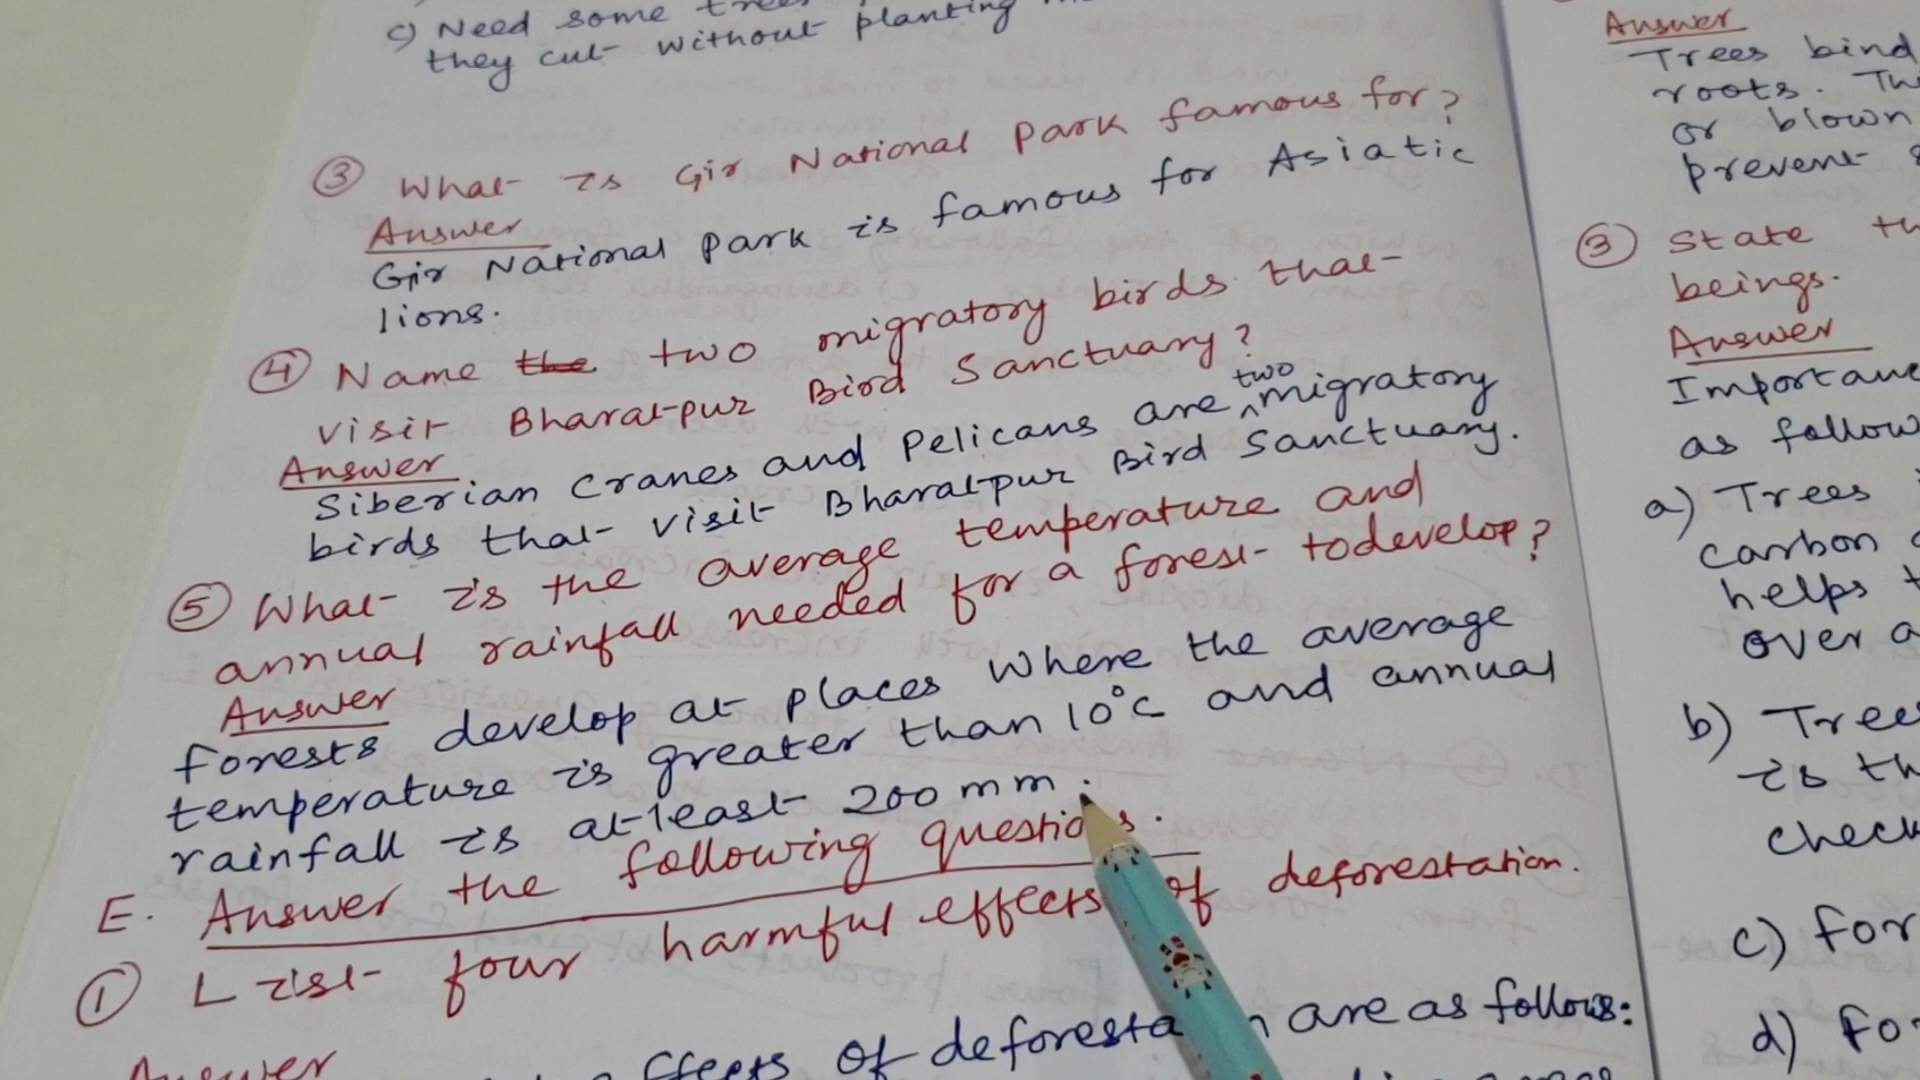 c) Need some trees
they cut without planting
③ What is Gir National Park famous for?
Answer
Gir National park is famous for Asiatic
lions.
④ Name the two migratory birds that
visit Bharatpur Bird Sanctuary?
Answer
Siberian cranes and Pelicans are two migratory
birds that visit Bharatpur Bird Sanctuary.
⑤ What is the average temperature and
annual rainfall needed for a forest to develop?
Answer
Forests develop at places where the average
temperature is greater than 10°C and annual
rainfall is at least 200 mm.
E. Answer the following questions.
① List four harmful effects of deforestation.
Answer
effects of deforestation are as follows:
Answer
Trees bind
roots.
or blown
prevent
③ State
beings.
Answer
Importance
as follow
a) Trees
carbon
helps
over a
b) Trees
is th
check
c) For
d) Fo